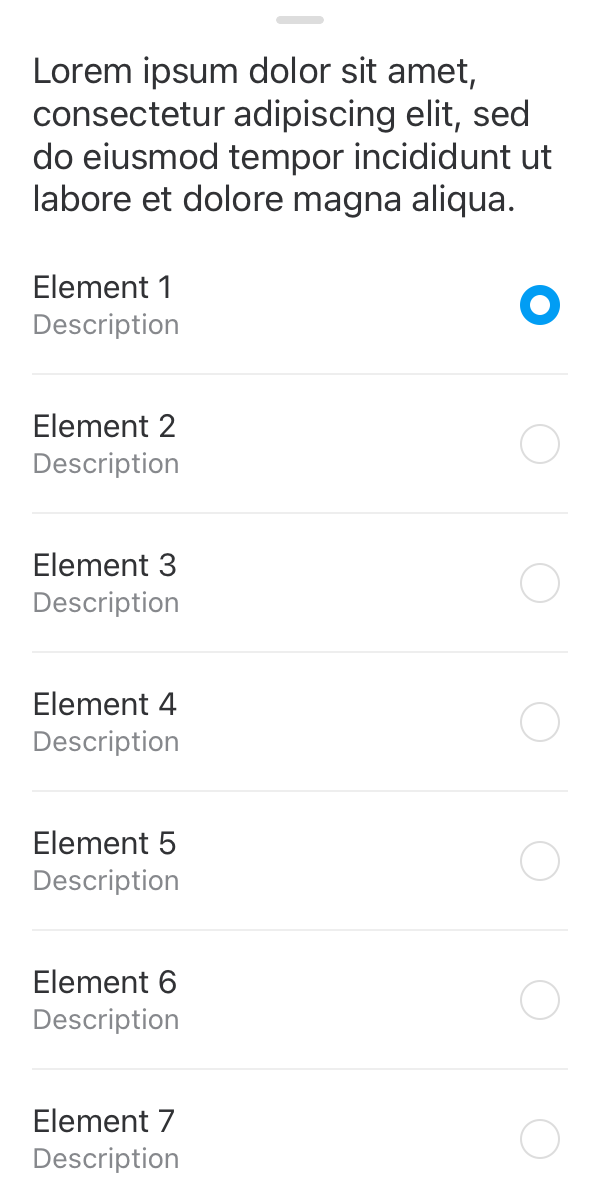 Lorem ipsum dolor sit amet,
consectetur adipiscing elit, sed
do eiusmod tempor incididunt ut
labore et dolore magna aliqua.
Element 1
Description
Element 2
Description
Element 3
Description
Element 4
Description
Element 5
Description
Element 6
Description
Element 7
Description